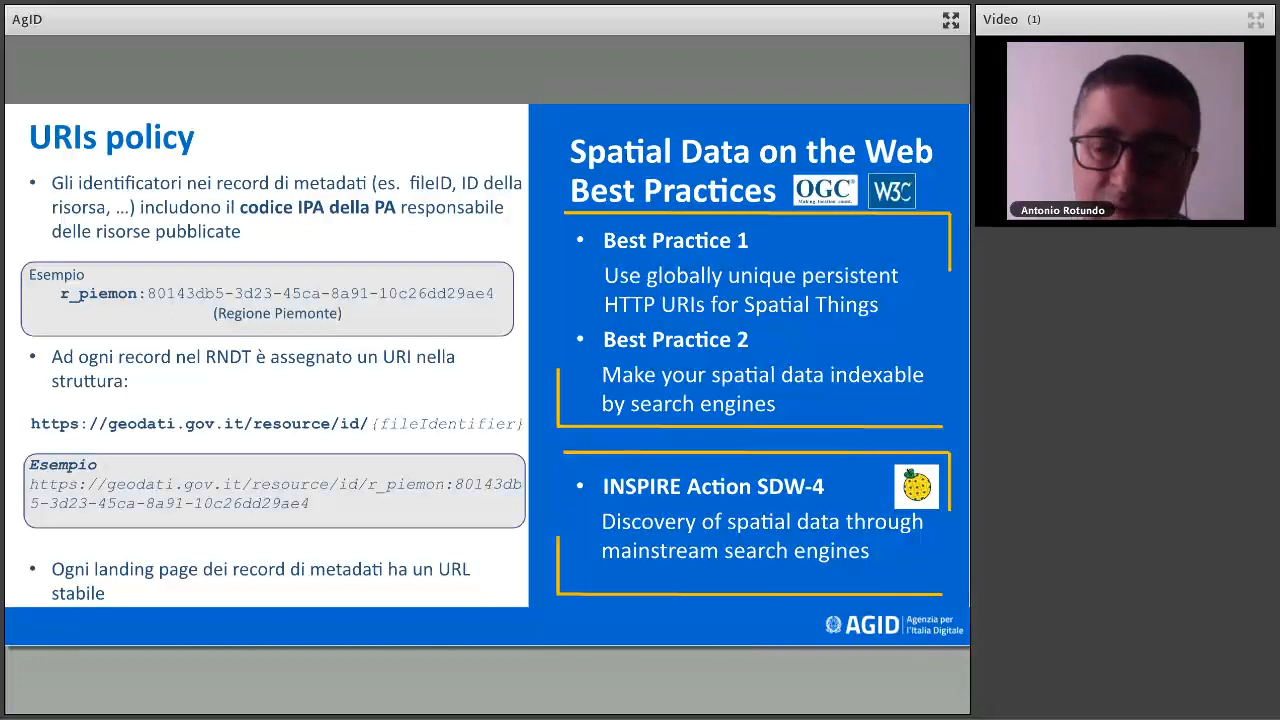 AgID
Video (1)
Antonio Rotundo
URIs policy
• Gli identificatori nei record di metadati (es. fileID, ID della
risorsa, …) includono il codice IPA della PA responsabile
delle risorse pubblicate
Esempio
r_piemon:80143db5-3d23-45ca-8a91-10c26dd29ae4
(Regione Piemonte)
• Ad ogni record nel RNDT è assegnato un URI nella
struttura:
https://geodati.gov.it/resource/id/{fileIdentifier}
Esempio
https://geodati.gov.it/resource/id/r_piemon:80143db
5-3d23-45ca-8a91-10c26dd29ae4
• Ogni landing page dei record di metadati ha un URL
stabile
Spatial Data on the Web
Best Practices
OGC®
Making location count.
W3C
• Best Practice 1
Use globally unique persistent
HTTP URIs for Spatial Things
• Best Practice 2
Make your spatial data indexable
by search engines
• INSPIRE Action SDW-4
Discovery of spatial data through
mainstream search engines
AGID
Agenzia per
l'Italia Digitale